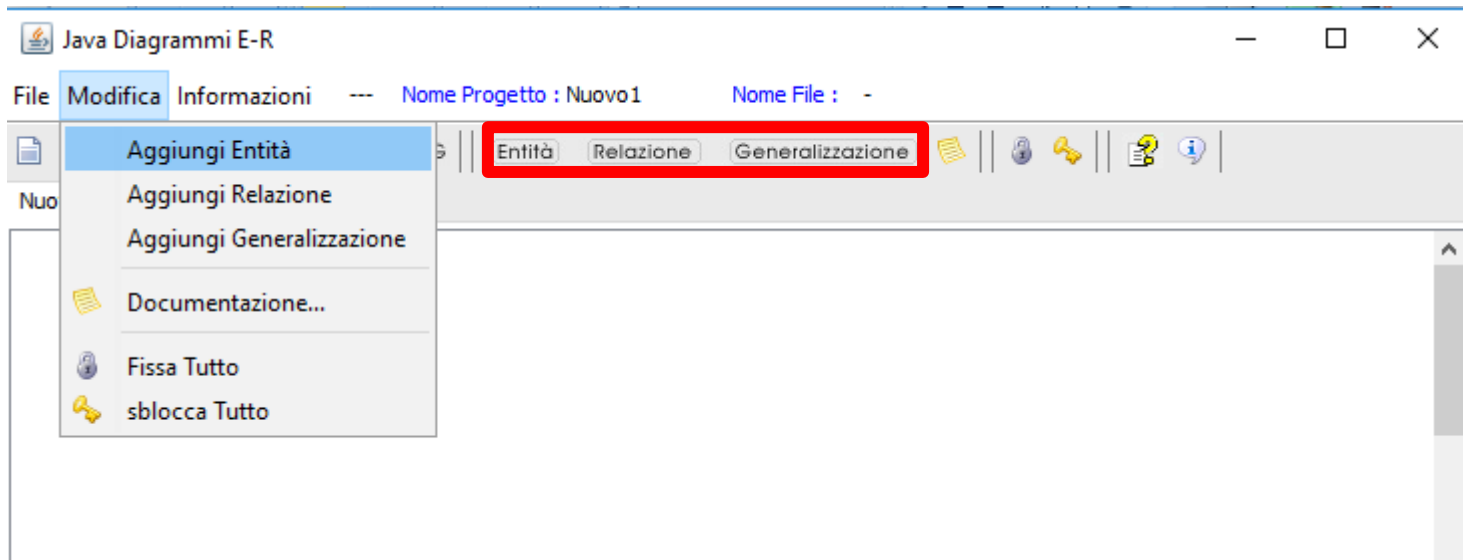 Java Diagrammi E-R
File Modifica Informazioni --- Nome Progetto : Nuovo1 Nome File : -
Aggiungi Entità
Entità Relazione Generalizzazione
Nuo
Aggiungi Relazione
Aggiungi Generalizzazione
Documentazione...
Fissa Tutto
sblocca Tutto